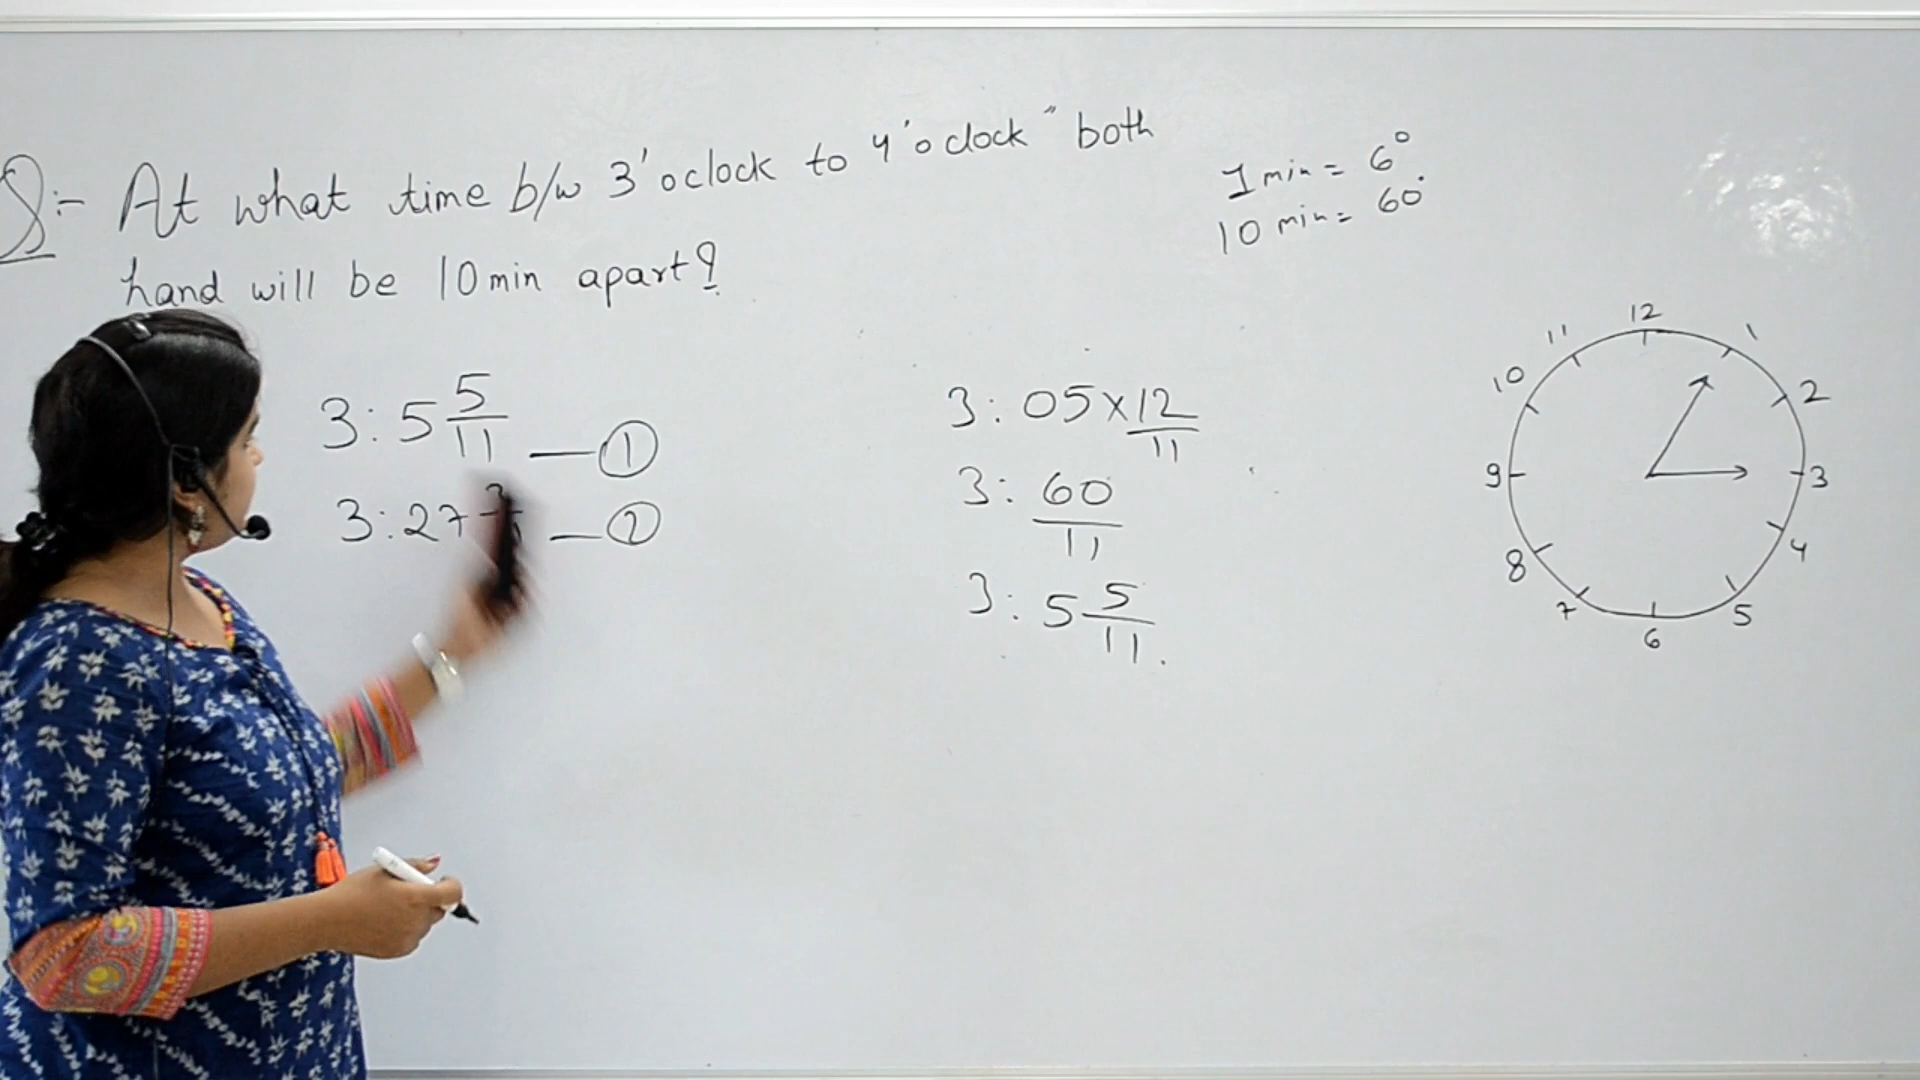 Q:- At what time b/w 3'oclock to 4'oclock" both
hand will be 10min apart?
1 min = 6°
10 min = 60°
3:5 5/11 — ①
3:27 — ②
3:05×12/11
3:60/11
3:5 5/11.
12
1
2
3
4
5
6
7
8
9
10
11